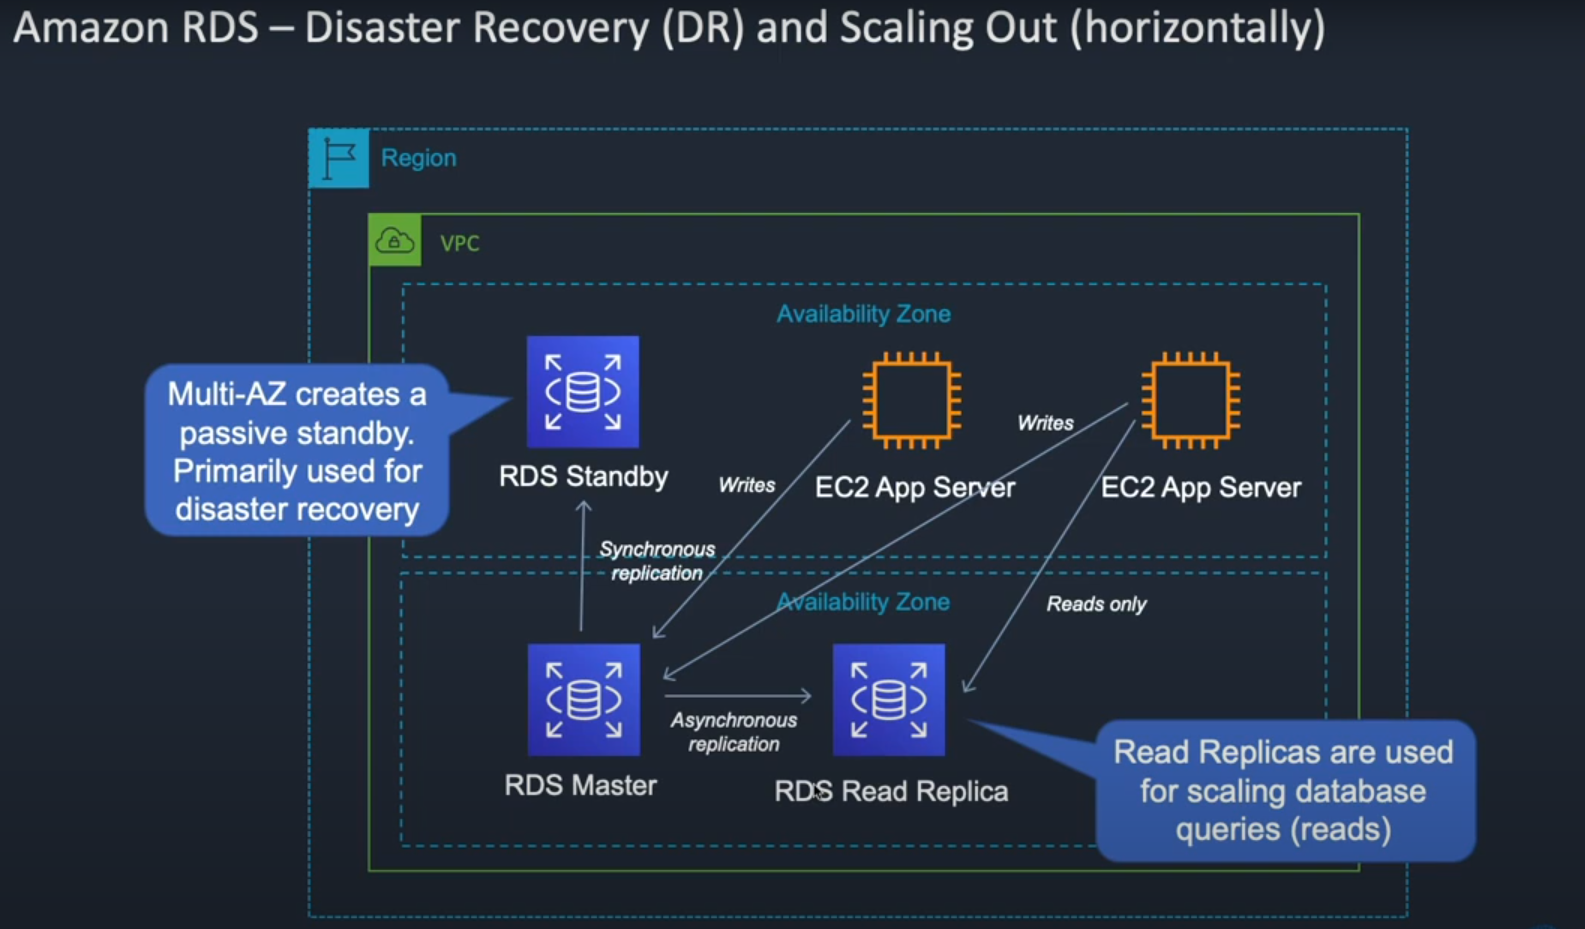 Amazon RDS – Disaster Recovery (DR) and Scaling Out (horizontally)
Region
VPC
Availability Zone
Multi-AZ creates a
passive standby.
Primarily used for
disaster recovery
RDS Standby
Writes
EC2 App Server
Writes
EC2 App Server
Synchronous
replication
Availability Zone
Reads only
Asynchronous
replication
RDS Master
RDS Read Replica
Read Replicas are used
for scaling database
queries (reads)